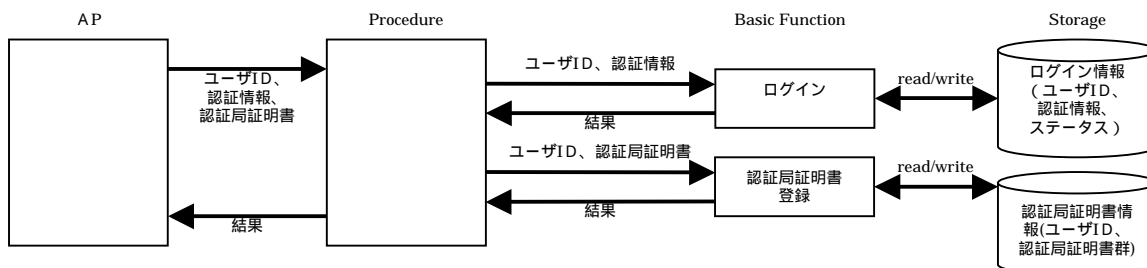 AP
Procedure
Basic Function
Storage
ユーザID、
認証情報、
認証局証明書
ユーザID、認証情報
結果
ログイン
read/write
ログイン情報
(ユーザID、
認証情報、
ステータス)
ユーザID、認証局証明書
結果
認証局証明書
登録
read/write
認証局証明書情
報(ユーザID、
認証局証明書群)
結果